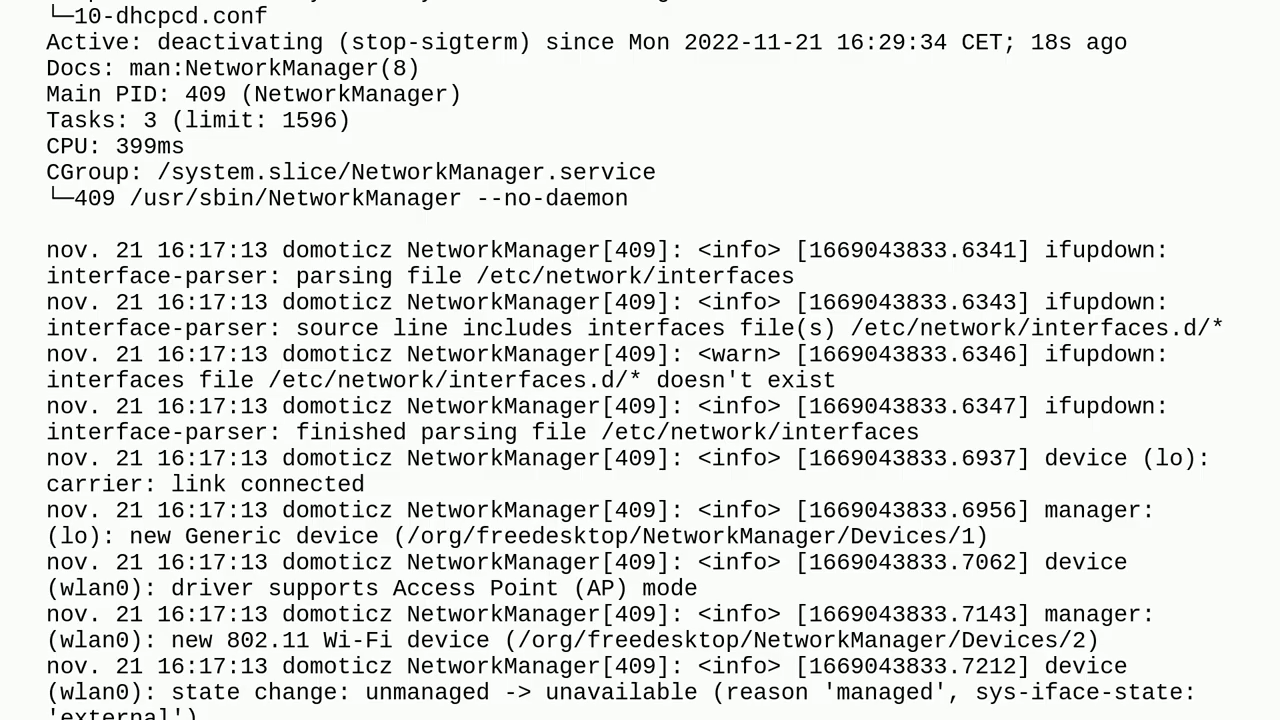 └─10-dhcpcd.conf
Active: deactivating (stop-sigterm) since Mon 2022-11-21 16:29:34 CET; 18s ago
Docs: man:NetworkManager(8)
Main PID: 409 (NetworkManager)
Tasks: 3 (limit: 1596)
CPU: 399ms
CGroup: /system.slice/NetworkManager.service
└─409 /usr/sbin/NetworkManager --no-daemon

nov. 21 16:17:13 domoticz NetworkManager[409]: <info> [1669043833.6341] ifupdown:
interface-parser: parsing file /etc/network/interfaces
nov. 21 16:17:13 domoticz NetworkManager[409]: <info> [1669043833.6343] ifupdown:
interface-parser: source line includes interfaces file(s) /etc/network/interfaces.d/*
nov. 21 16:17:13 domoticz NetworkManager[409]: <warn> [1669043833.6346] ifupdown:
interfaces file /etc/network/interfaces.d/* doesn't exist
nov. 21 16:17:13 domoticz NetworkManager[409]: <info> [1669043833.6347] ifupdown:
interface-parser: finished parsing file /etc/network/interfaces
nov. 21 16:17:13 domoticz NetworkManager[409]: <info> [1669043833.6937] device (lo):
carrier: link connected
nov. 21 16:17:13 domoticz NetworkManager[409]: <info> [1669043833.6956] manager:
(lo): new Generic device (/org/freedesktop/NetworkManager/Devices/1)
nov. 21 16:17:13 domoticz NetworkManager[409]: <info> [1669043833.7062] device
(wlan0): driver supports Access Point (AP) mode
nov. 21 16:17:13 domoticz NetworkManager[409]: <info> [1669043833.7143] manager:
(wlan0): new 802.11 Wi-Fi device (/org/freedesktop/NetworkManager/Devices/2)
nov. 21 16:17:13 domoticz NetworkManager[409]: <info> [1669043833.7212] device
(wlan0): state change: unmanaged -> unavailable (reason 'managed', sys-iface-state:
'external')